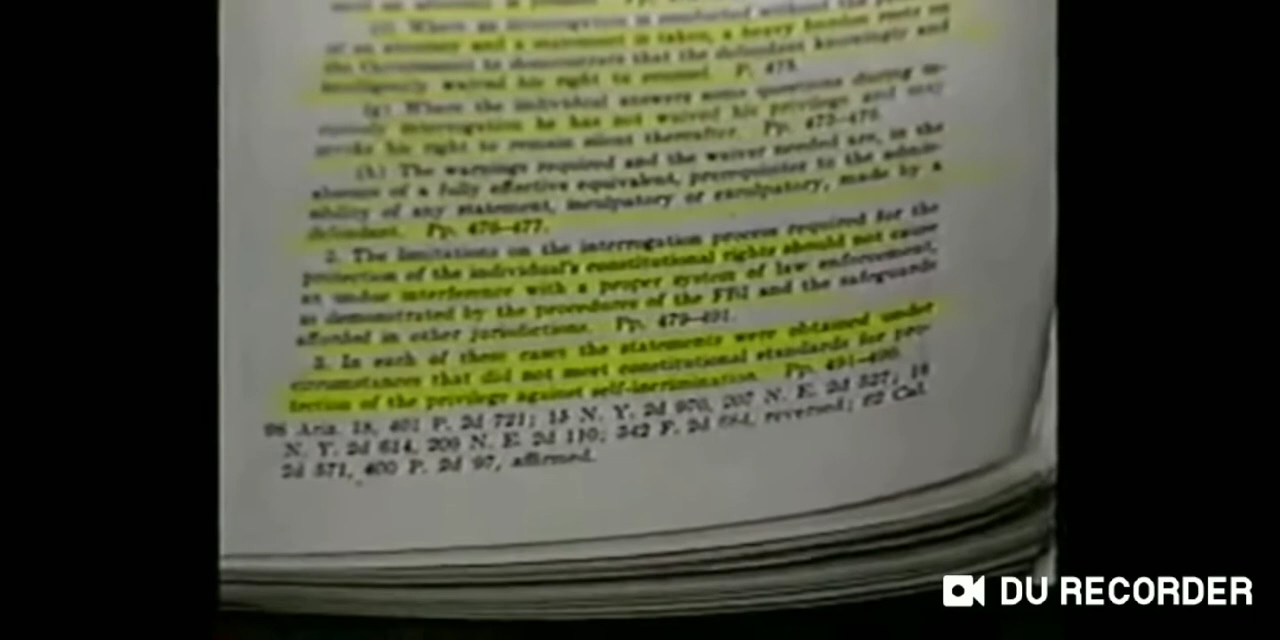 (f) Where an interrogation is conducted without the
of an attorney and a statement is taken, a heavy burden rests on
the Government to demonstrate that the defendant knowingly and
intelligently waived his right to counsel. P. 475.
(g) Where the individual answers some questions during in-
custody interrogation he has not waived his privilege and may
invoke his right to remain silent thereafter. Pp. 475-476.
(h) The warnings required and the waiver needed are, in the
absence of a fully effective equivalent, prerequisites to the admis-
sibility of any statement, inculpatory or exculpatory, made by a
defendant. Pp. 476-477.
2. The limitations on the interrogation process required for the
protection of the individual's constitutional rights should not cause
an undue interference with a proper system of law enforcement,
as demonstrated by the procedures of the FBI and the safeguards
afforded in other jurisdictions. Pp. 479-491.
3. In each of these cases the statements were obtained under
circumstances that did not meet constitutional standards for pro-
tection of the privilege against self-incrimination. Pp. 491-499.
98 Ariz. 18, 401 P. 2d 721; 15 N. Y. 2d 970, 207 N. E. 2d 527; 16
N. Y. 2d 614, 209 N. E. 2d 110; 342 F. 2d 684, reversed; 62 Cal.
2d 571, 400 P. 2d 97, affirmed.
DU RECORDER